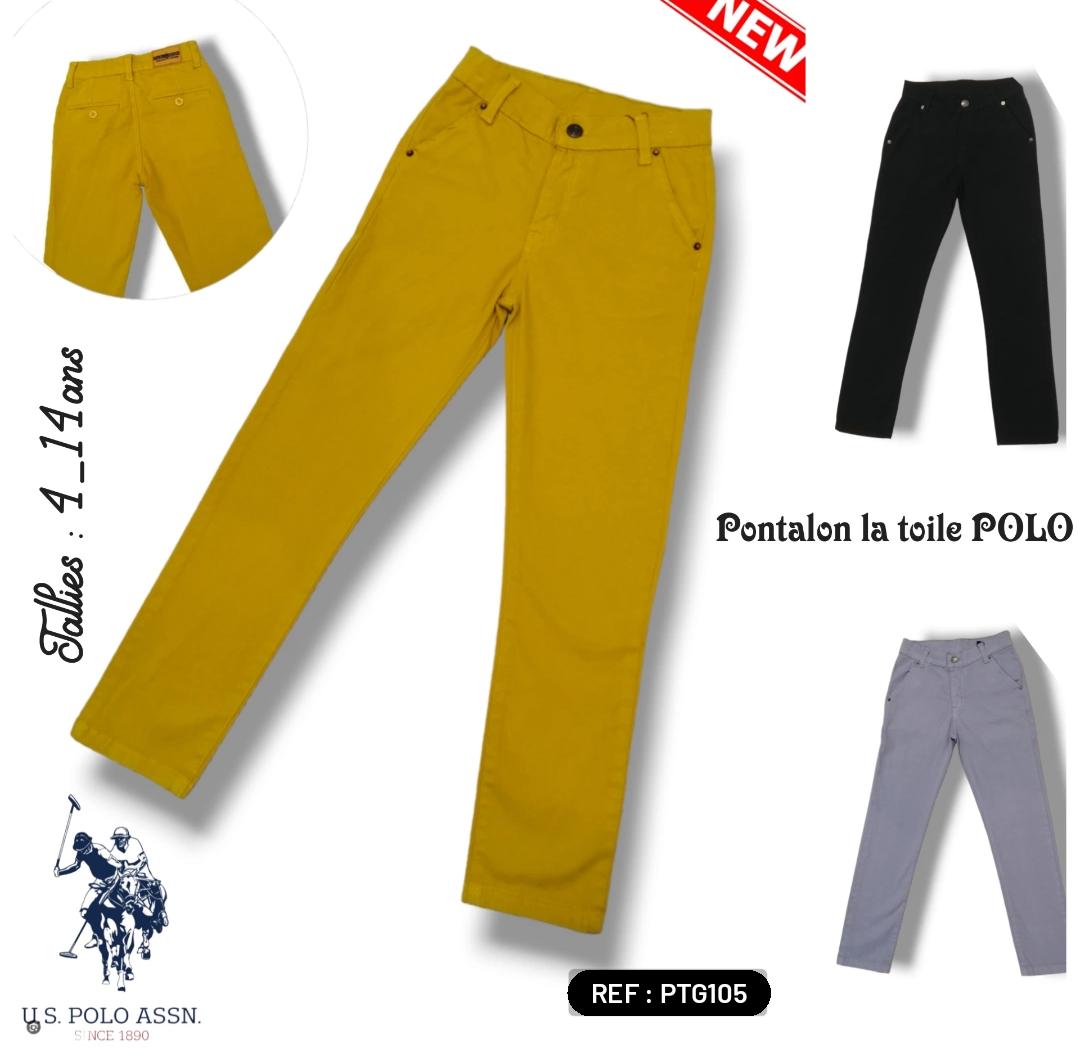 NEW
Tallies : 4_14ans
Pontalon la toile POLO
U.S. POLO ASSN.
SINCE 1890
REF : PTG105